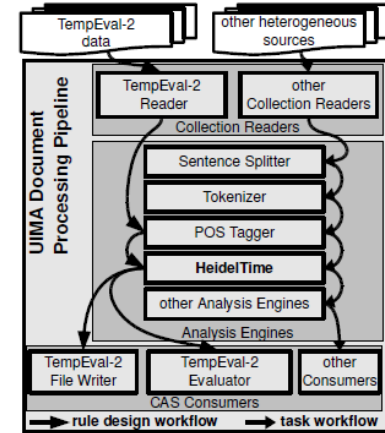 TempEval-2
data
other heterogeneous
sources
UIMA Document
Processing Pipeline
TempEval-2
Reader
other
Collection Readers
Collection Readers
Sentence Splitter
Tokenizer
POS Tagger
HeidelTime
other Analysis Engines
Analysis Engines
TempEval-2
File Writer
TempEval-2
Evaluator
other
Consumers
CAS Consumers
rule design workflow
task workflow